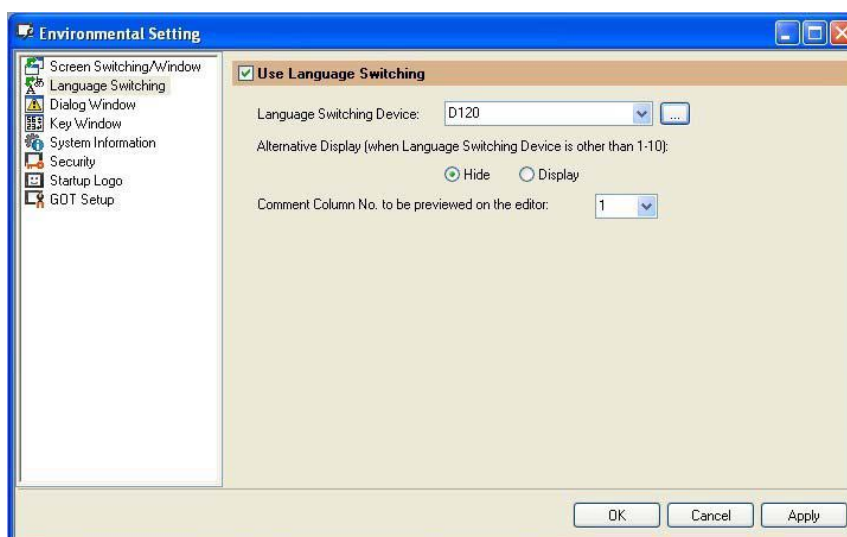 Environmental Setting
Screen Switching/Window
Language Switching
Dialog Window
Key Window
System Information
Security
Startup Logo
GOT Setup
Use Language Switching
Language Switching Device: D120 ...
Alternative Display (when Language Switching Device is other than 1-10):
Hide Display
Comment Column No. to be previewed on the editor: 1
OK Cancel Apply